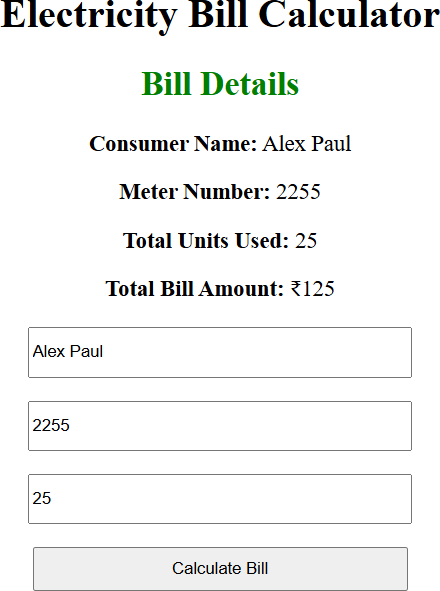 Electricity Bill Calculator
Bill Details
Consumer Name: Alex Paul
Meter Number: 2255
Total Units Used: 25
Total Bill Amount: ₹125
Alex Paul
2255
25
Calculate Bill